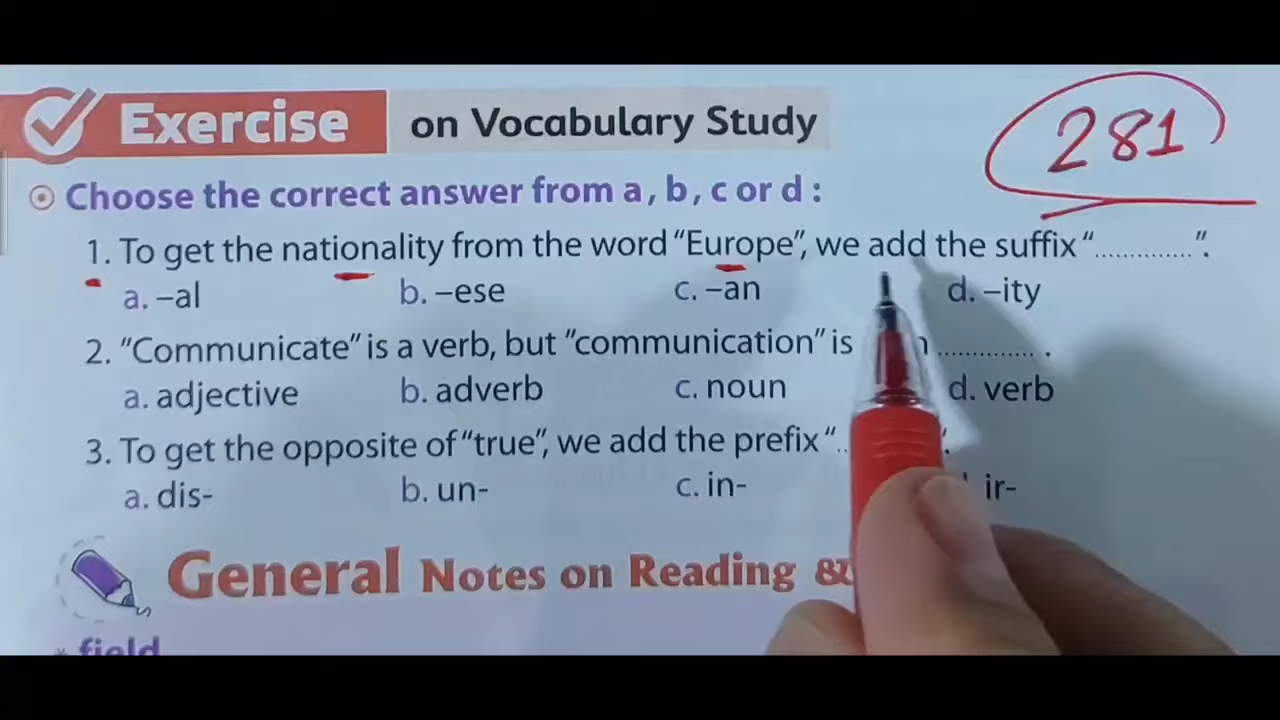 Exercise on Vocabulary Study
281
Choose the correct answer from a, b, c or d :
1. To get the nationality from the word “Europe”, we add the suffix “..............”.
a. –al b. –ese c. –an d. –ity
2. “Communicate” is a verb, but “communication” is .............. .
a. adjective b. adverb c. noun d. verb
3. To get the opposite of “true”, we add the prefix “..
a. dis- b. un- c. in- ir-
General Notes on Reading &
* field